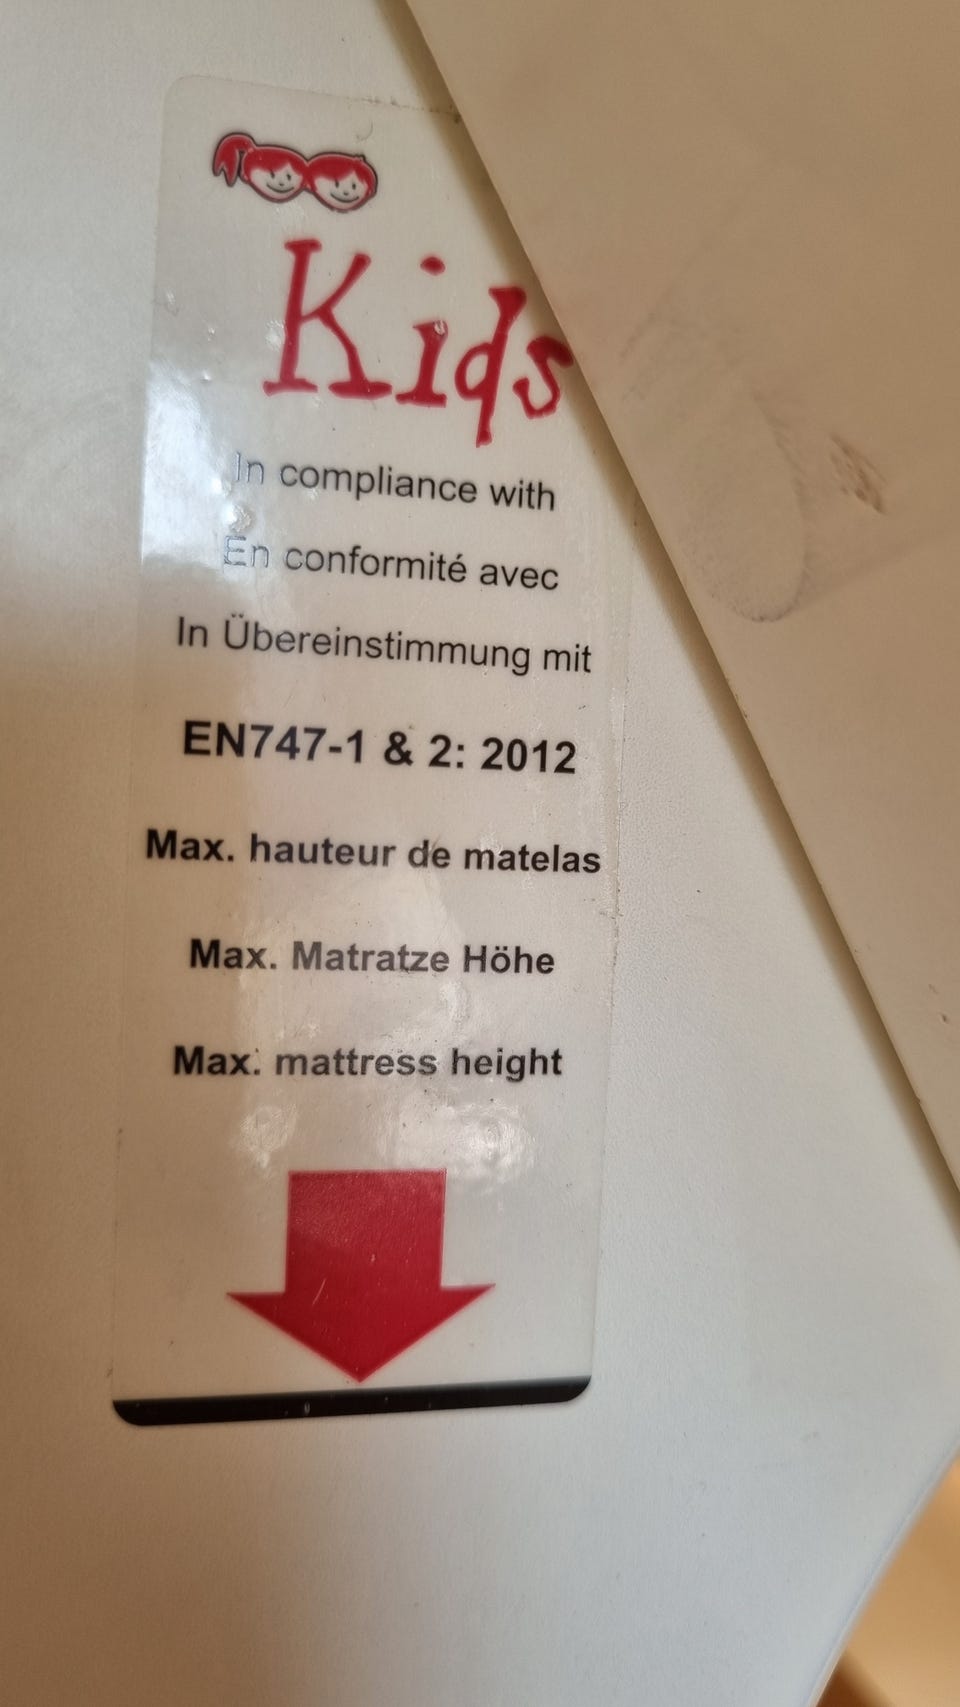 Kids
In compliance with
En conformité avec
In Übereinstimmung mit
EN747-1 & 2: 2012
Max. hauteur de matelas
Max. Matratze Höhe
Max. mattress height